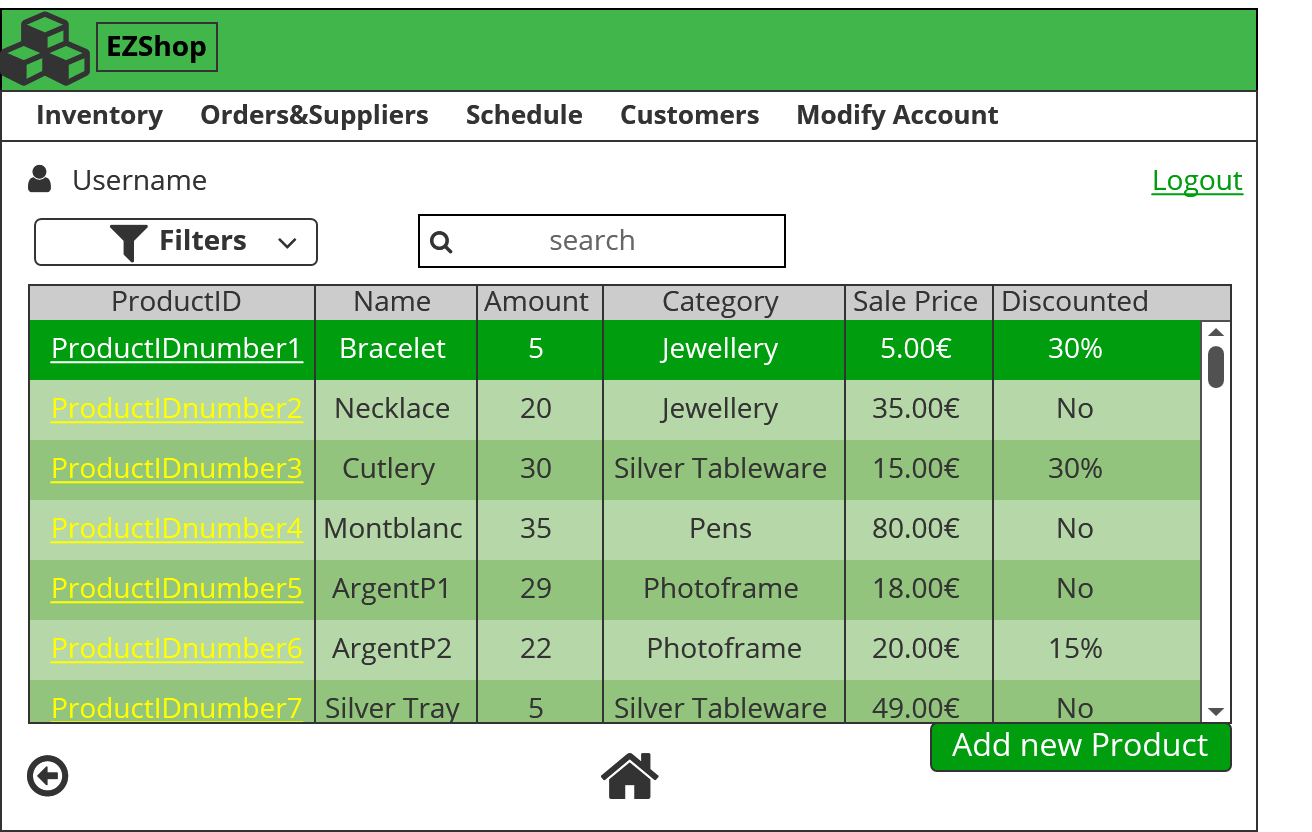 EZShop
Inventory Orders&Suppliers Schedule Customers Modify Account
Username Logout
Filters search
ProductID Name Amount Category Sale Price Discounted
ProductIDnumber1 Bracelet 5 Jewellery 5.00€ 30%
ProductIDnumber2 Necklace 20 Jewellery 35.00€ No
ProductIDnumber3 Cutlery 30 Silver Tableware 15.00€ 30%
ProductIDnumber4 Montblanc 35 Pens 80.00€ No
ProductIDnumber5 ArgentP1 29 Photoframe 18.00€ No
ProductIDnumber6 ArgentP2 22 Photoframe 20.00€ 15%
ProductIDnumber7 Silver Tray 5 Silver Tableware 49.00€ No
Add new Product